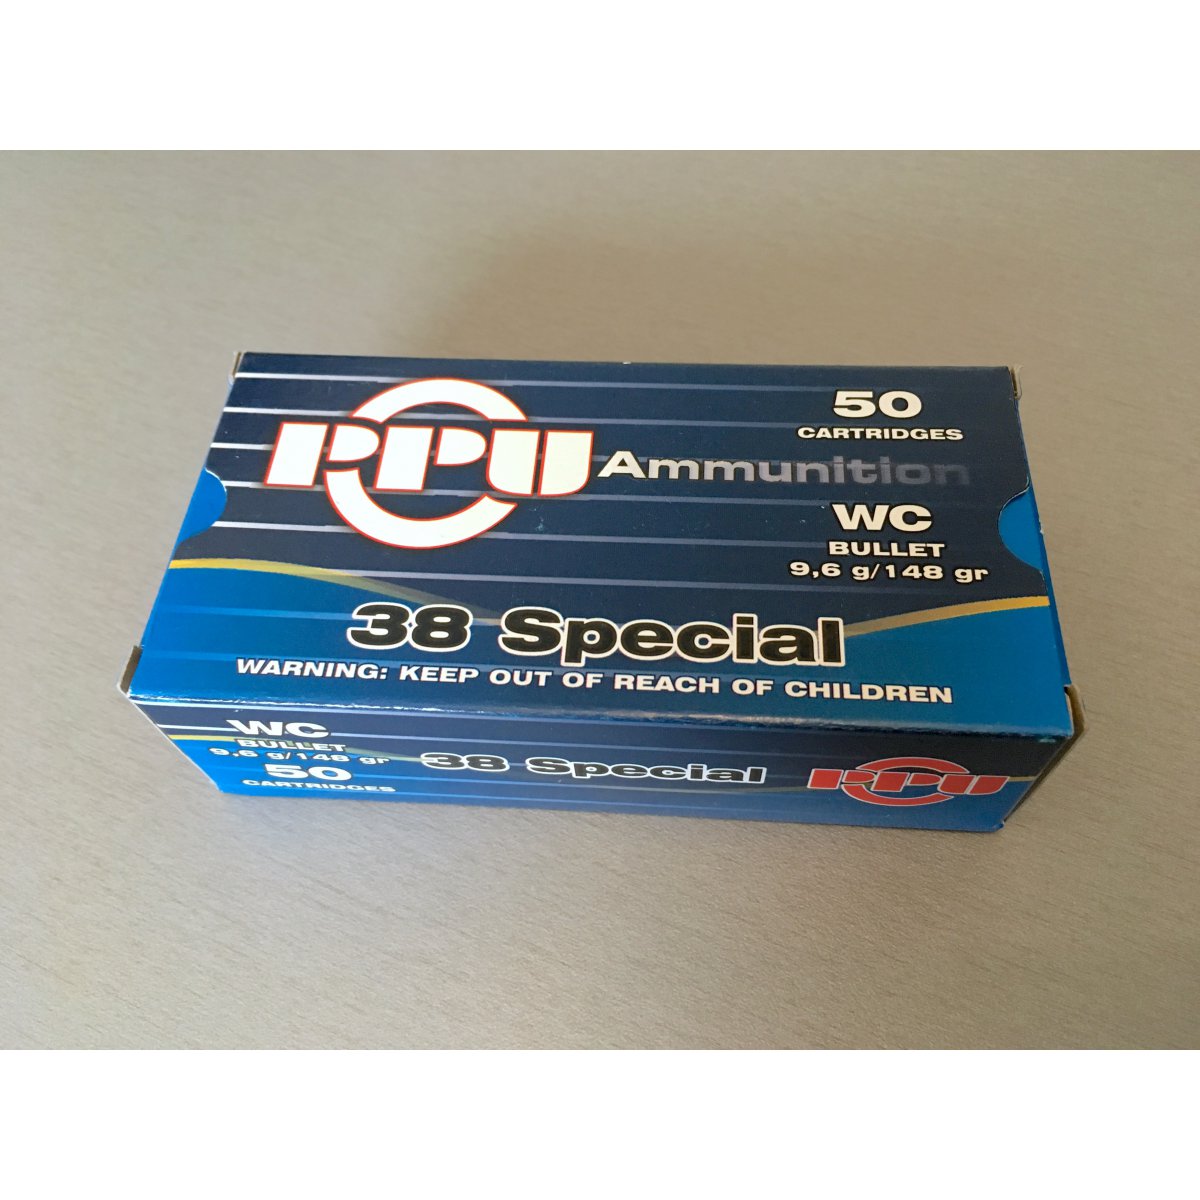 PPU Ammunition
50
CARTRIDGES
WC
BULLET
9,6 g/148 gr
38 Special
WARNING: KEEP OUT OF REACH OF CHILDREN
WC
BULLET
9,6 g/148 gr
50
CARTRIDGES
38 Special
PPU